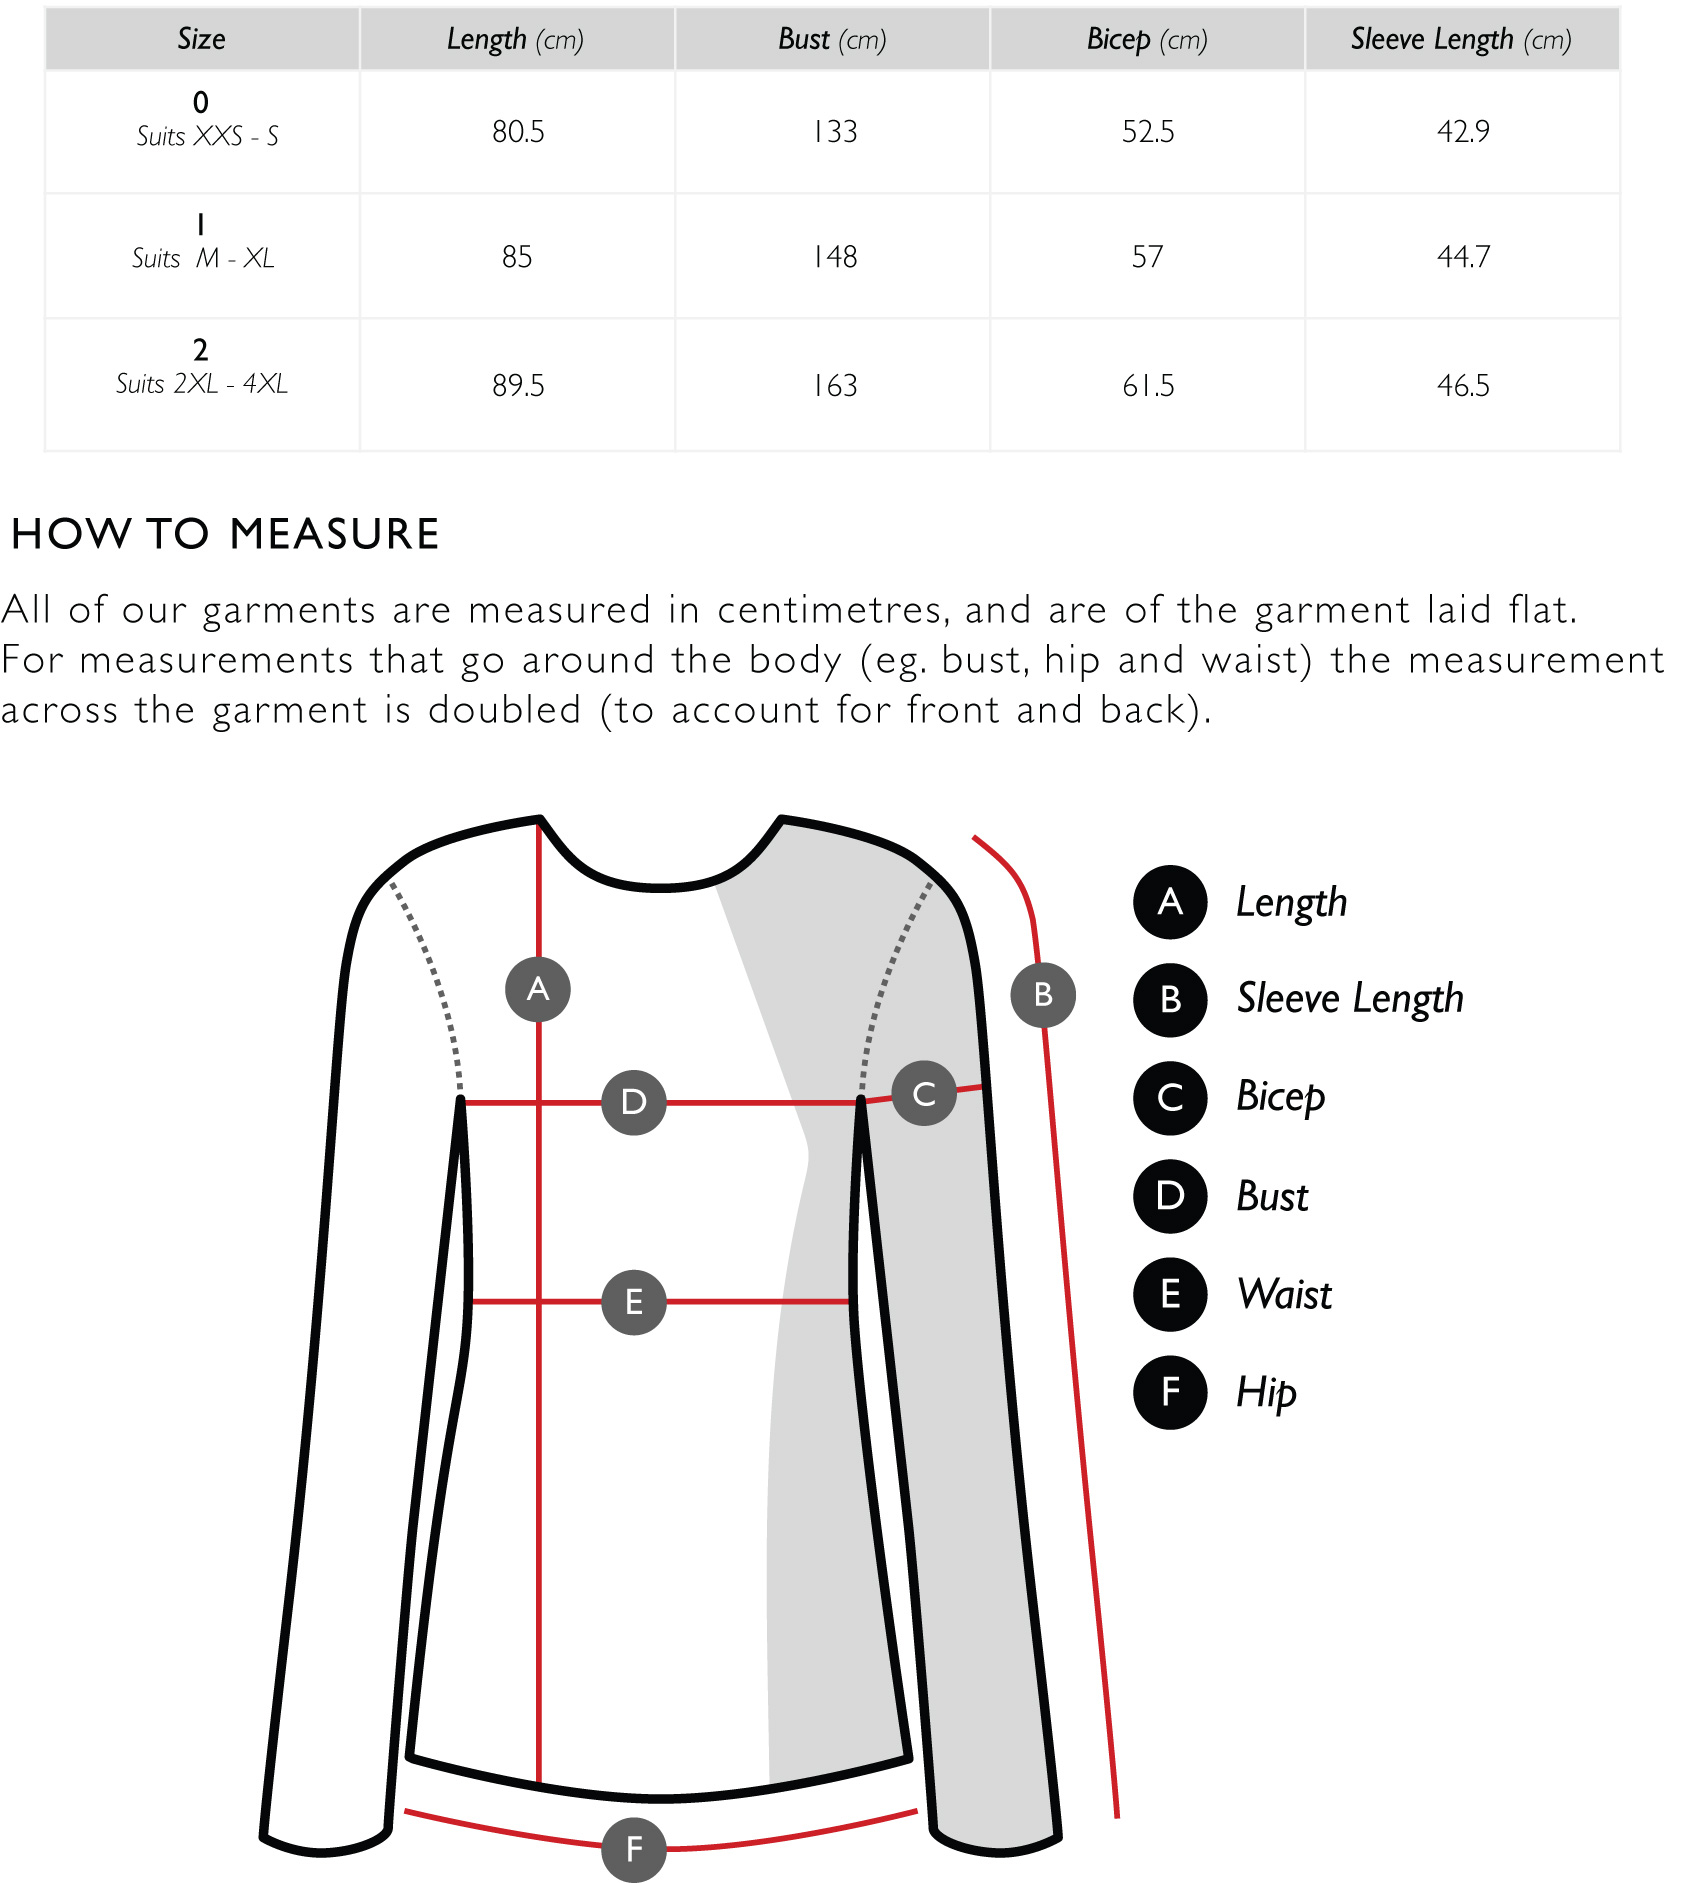 Size Length (cm) Bust (cm) Bicep (cm) Sleeve Length (cm)
0
Suits XXS - S 80.5 133 52.5 42.9
1
Suits M - XL 85 148 57 44.7
2
Suits 2XL - 4XL 89.5 163 61.5 46.5
HOW TO MEASURE
All of our garments are measured in centimetres, and are of the garment laid flat.
For measurements that go around the body (eg. bust, hip and waist) the measurement
across the garment is doubled (to account for front and back).
A
B
C
D
E
F
A Length
B Sleeve Length
C Bicep
D Bust
E Waist
F Hip